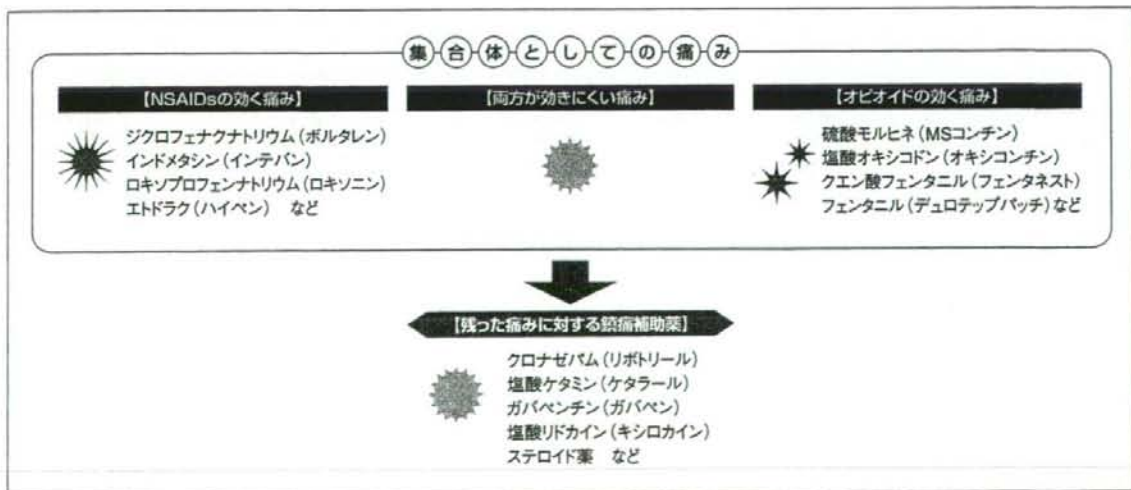 集合体としての痛み
【NSAIDsの効く痛み】
ジクロフェナクナトリウム(ボルタレン)
インドメタシン(インテバン)
ロキソプロフェンナトリウム(ロキソニン)
エトドラク(ハイペン) など
【両方が効きにくい痛み】
【オピオイドの効く痛み】
硫酸モルヒネ(MSコンチン)
塩酸オキシコドン(オキシコンチン)
クエン酸フェンタニル(フェンタネスト)
フェンタニル(デュロテップパッチ)など
【残った痛みに対する鎮痛補助薬】
クロナゼパム(リボトリール)
塩酸ケタミン(ケタラール)
ガバペンチン(ガバペン)
塩酸リドカイン(キシロカイン)
ステロイド薬 など